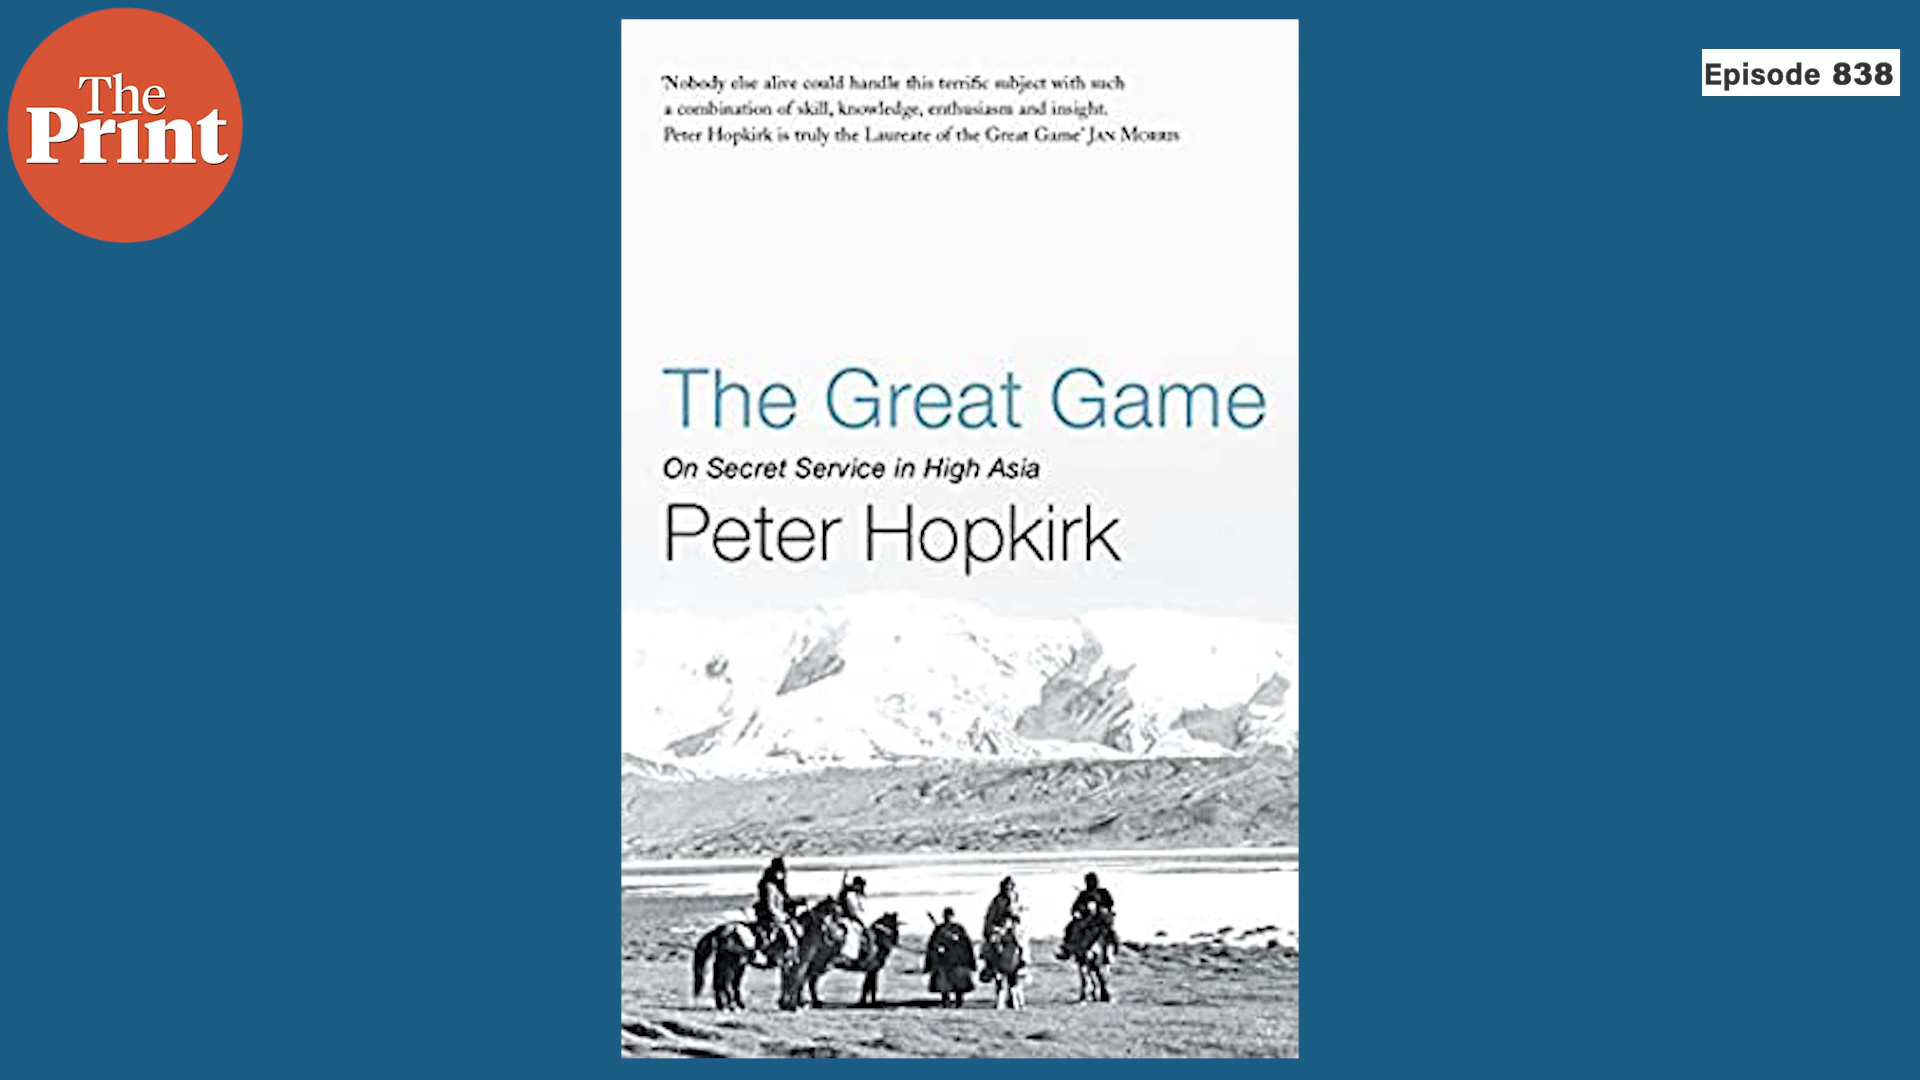 The
Print
Episode 838
'Nobody else alive could handle this terrific subject with such
a combination of skill, knowledge, enthusiasm and insight.
Peter Hopkirk is truly the Laureate of the Great Game' JAN MORRIS
The Great Game
On Secret Service in High Asia
Peter Hopkirk